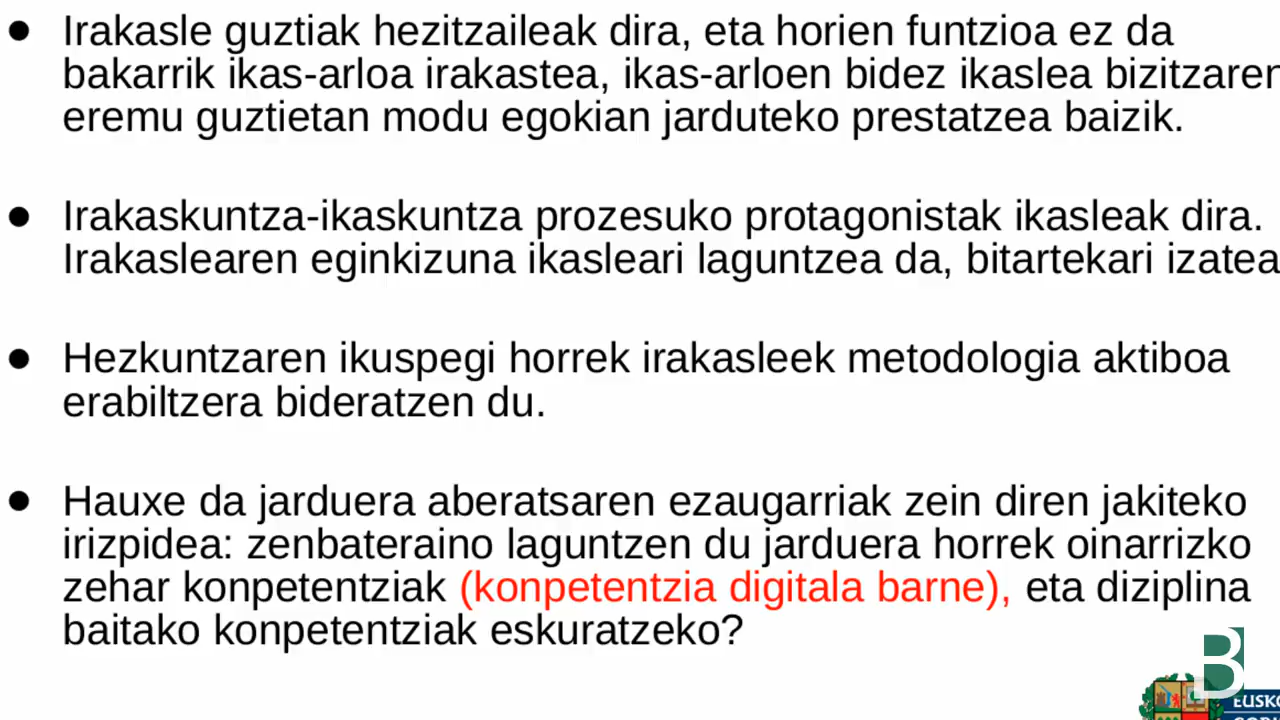 ● Irakasle guztiak hezitzaileak dira, eta horien funtzioa ez da
bakarrik ikas-arloa irakastea, ikas-arloen bidez ikaslea bizitzaren
eremu guztietan modu egokian jarduteko prestatzea baizik.
● Irakaskuntza-ikaskuntza prozesuko protagonistak ikasleak dira.
Irakaslearen eginkizuna ikasleari laguntzea da, bitartekari izatea
● Hezkuntzaren ikuspegi horrek irakasleek metodologia aktiboa
erabiltzera bideratzen du.
● Hauxe da jarduera aberatsaren ezaugarriak zein diren jakiteko
irizpidea: zenbateraino laguntzen du jarduera horrek oinarrizko
zehar konpetentziak (konpetentzia digitala barne), eta diziplina
baitako konpetentziak eskuratzeko?
B